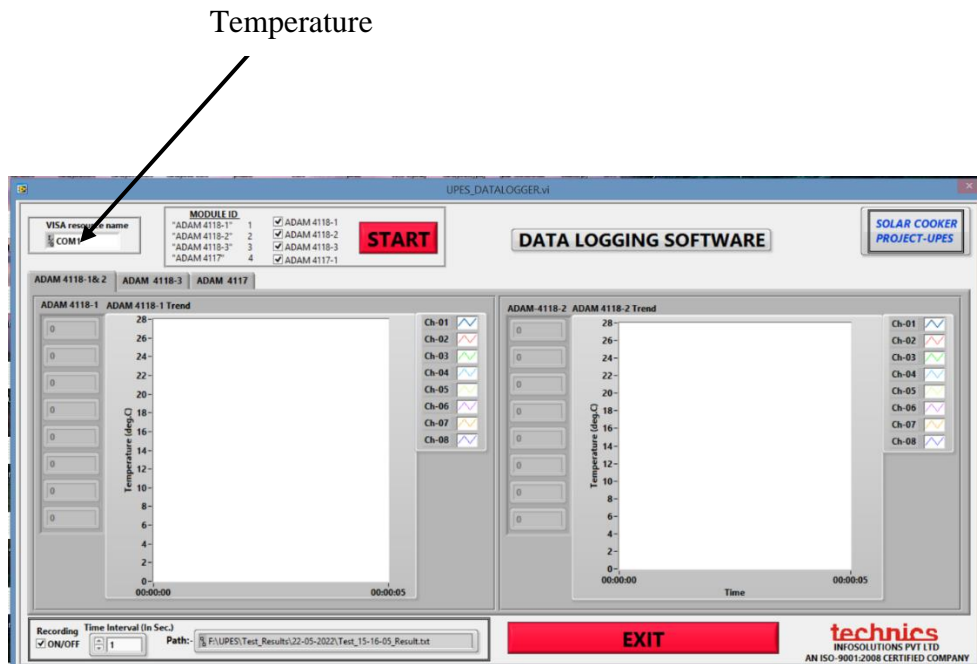 Temperature
UPES_DATALOGGER.vi
VISA resource name
COM1
MODULE ID
"ADAM 4118-1" 1
"ADAM 4118-2" 2
"ADAM 4118-3" 3
"ADAM 4117" 4
ADAM 4118-1
ADAM 4118-2
ADAM 4118-3
ADAM 4117-1
START
DATA LOGGING SOFTWARE
SOLAR COOKER
PROJECT-UPES
ADAM 4118-1& 2 ADAM 4118-3 ADAM 4117
ADAM 4118-1 ADAM 4118-1 Trend
0
0
0
0
0
0
0
0
Temperature (deg.C)
28
26
24
22
20
18
16
14
12
10
8
6
4
2
0
00:00:00 00:00:05
Ch-01
Ch-02
Ch-03
Ch-04
Ch-05
Ch-06
Ch-07
Ch-08
ADAM-4118-2 ADAM 4118-2 Trend
0
0
0
0
0
0
0
0
Temperature (deg.C)
28
26
24
22
20
18
16
14
12
10
8
6
4
2
0
00:00:00 00:00:05
Time
Ch-01
Ch-02
Ch-03
Ch-04
Ch-05
Ch-06
Ch-07
Ch-08
Recording
ON/OFF
Time Interval (In Sec.)
1
Path:- F:\UPES\Test_Results\22-05-2022\Test_15-16-05_Result.txt
EXIT
technics
INFOSOLUTIONS PVT LTD
AN ISO-9001:2008 CERTIFIED COMPANY